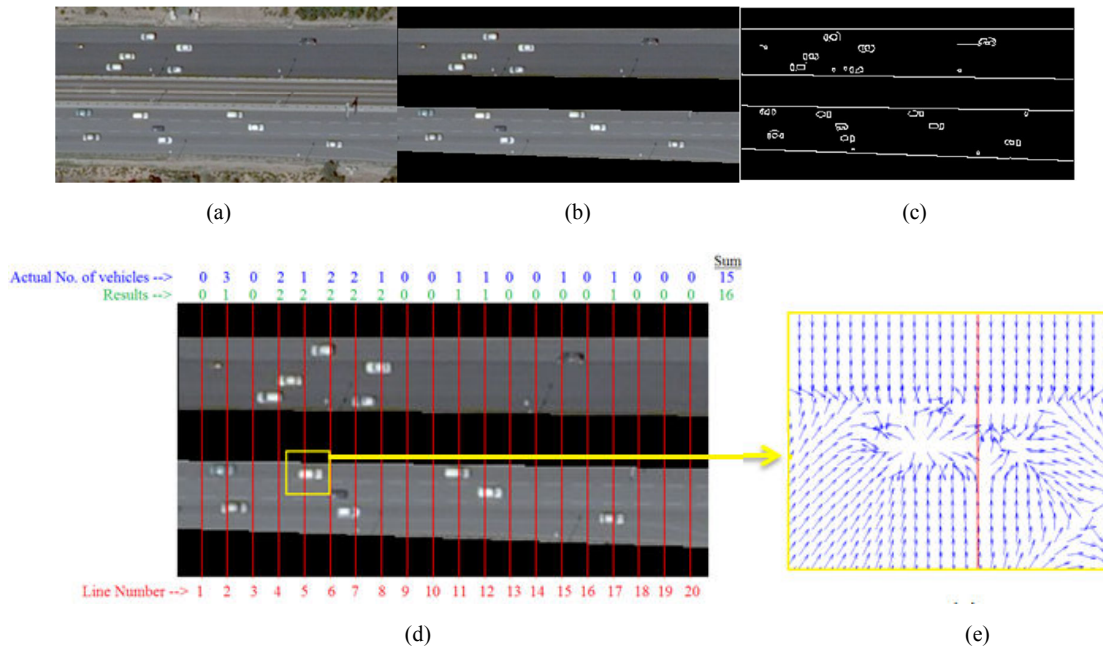 (a)
(b)
(c)
Sum
Actual No. of vehicles --> 0 3 0 2 1 2 2 1 0 0 1 1 0 0 1 0 1 0 0 0 15
Results --> 0 1 0 2 2 2 2 2 0 0 1 1 0 0 0 0 1 0 0 0 16
Line Number --> 1 2 3 4 5 6 7 8 9 10 11 12 13 14 15 16 17 18 19 20
(d)
(e)